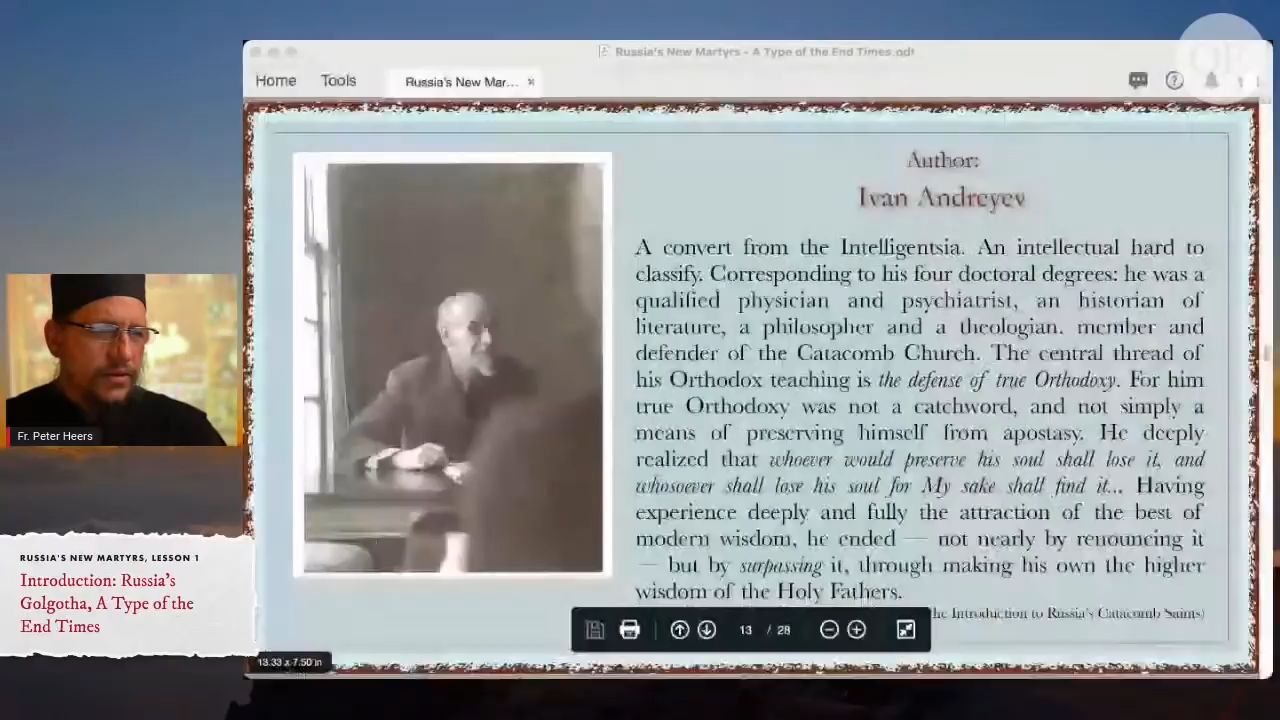 Russia's New Martyrs - A Type of the End Times.odt
Home
Tools
Russia's New Mar... ×
Author:
Ivan Andreyev
A convert from the Intelligentsia. An intellectual hard to
classify. Corresponding to his four doctoral degrees: he was a
qualified physician and psychiatrist, an historian of
literature, a philosopher and a theologian. member and
defender of the Catacomb Church. The central thread of
his Orthodox teaching is the defense of true Orthodoxy. For him
true Orthodoxy was not a catchword, and not simply a
means of preserving himself from apostasy. He deeply
realized that whoever would preserve his soul shall lose it, and
whosoever shall lose his soul for My sake shall find it... Having
experience deeply and fully the attraction of the best of
modern wisdom, he ended — not nearly by renouncing it
— but by surpassing it, through making his own the higher
wisdom of the Holy Fathers.
Introduction to Russia's Catacomb Saints)
13 / 28
13.33 x 7.50 in
Fr. Peter Heers
RUSSIA'S NEW MARTYRS, LESSON 1
Introduction: Russia's
Golgotha, A Type of the
End Times